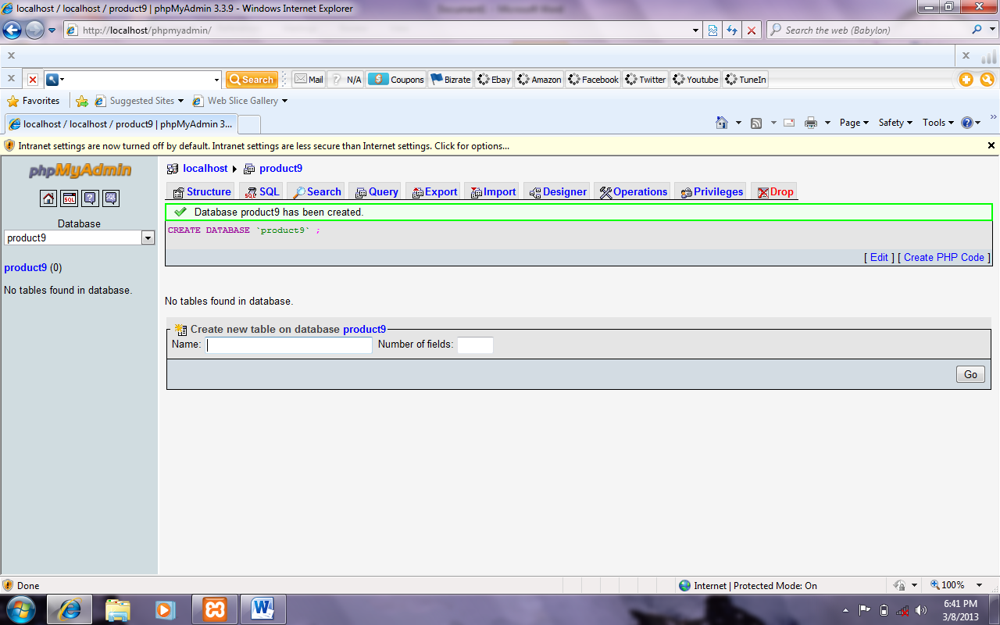 localhost / localhost / product9 | phpMyAdmin 3.3.9 - Windows Internet Explorer
http://localhost/phpmyadmin/
Search the web (Babylon)
Search Mail N/A Coupons Bizrate Ebay Amazon Facebook Twitter Youtube TuneIn
Favorites Suggested Sites Web Slice Gallery
localhost / localhost / product9 | phpMyAdmin 3... Page Safety Tools
Intranet settings are now turned off by default. Intranet settings are less secure than Internet settings. Click for options...
phpMyAdmin
SQL
Database
product9
product9 (0)
No tables found in database.
localhost product9
Structure SQL Search Query Export Import Designer Operations Privileges Drop
Database product9 has been created.
CREATE DATABASE `product9` ;
[ Edit ] [ Create PHP Code ]
No tables found in database.
Create new table on database product9
Name: Number of fields:
Go
Done Internet | Protected Mode: On 100%
6:41 PM
3/8/2013